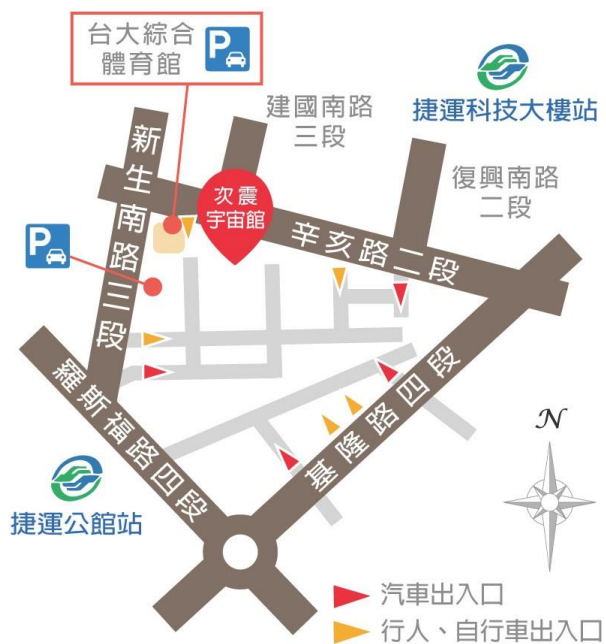 台大綜合
體育館
P
建國南路
三段
捷運科技大樓站
復興南路
二段
新生南路三段
次震
宇宙館
辛亥路二段
P
羅斯福路四段
基隆路四段
捷運公館站
N
汽車出入口
行人、自行車出入口